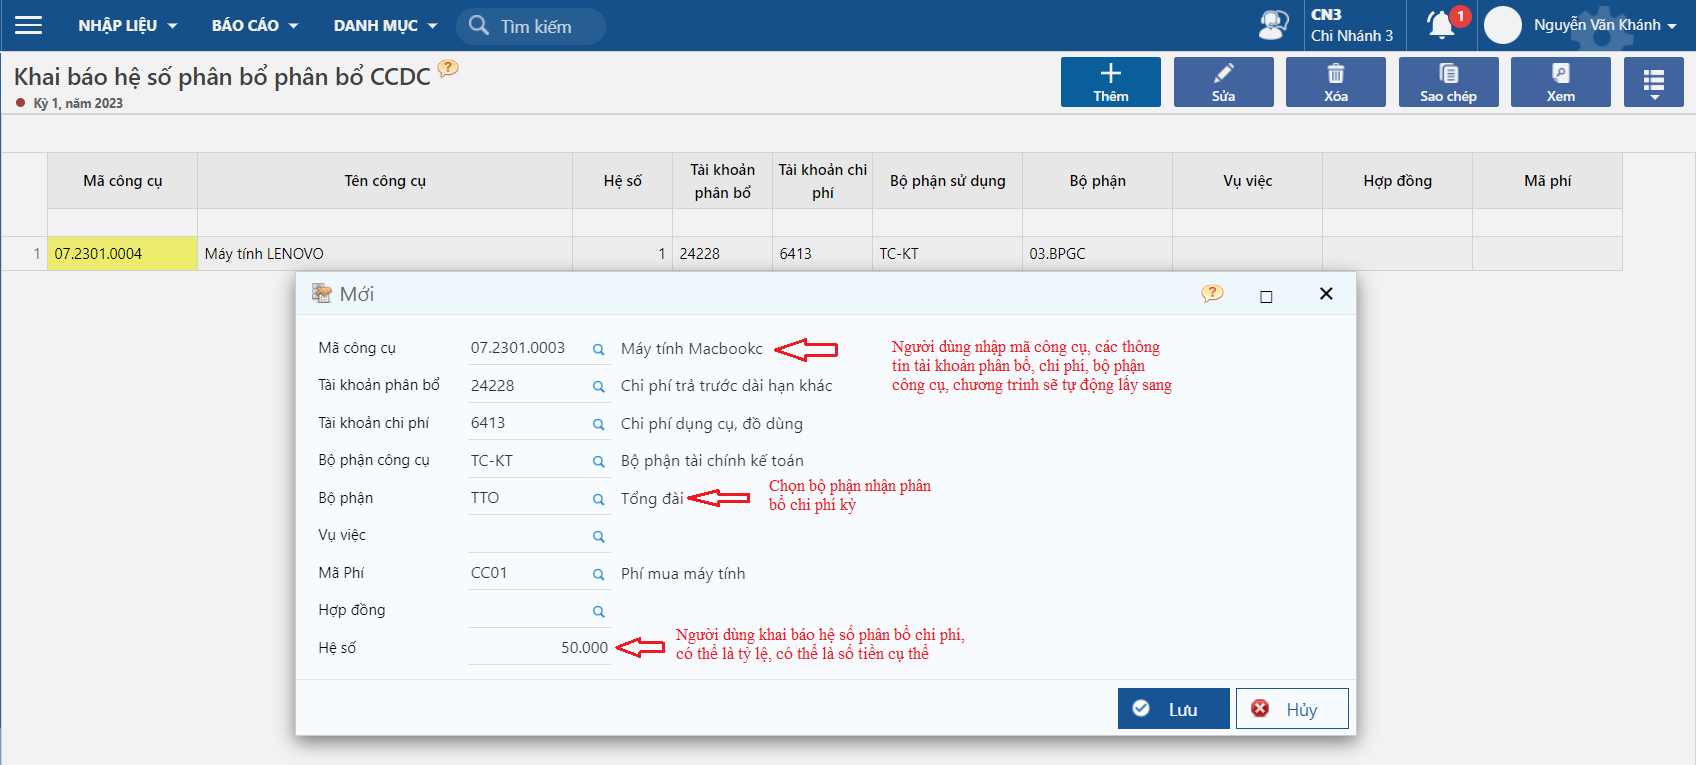 NHẬP LIỆU
BÁO CÁO
DANH MỤC
Tìm kiếm
CN3
Chi Nhánh 3
1
Nguyễn Văn Khánh
Khai báo hệ số phân bổ phân bổ CCDC
?
Kỳ 1, năm 2023
Thêm
Sửa
Xóa
Sao chép
Xem
Mã công cụ
Tên công cụ
Hệ số
Tài khoản
phân bổ
Tài khoản chi
phí
Bộ phận sử dụng
Bộ phận
Vụ việc
Hợp đồng
Mã phí
1 07.2301.0004 Máy tính LENOVO 1 24228 6413 TC-KT 03.BPGC
Mới
?
Mã công cụ 07.2301.0003 Máy tính Macbookc
Người dùng nhập mã công cụ, các thông
tin tài khoản phân bổ, chi phí, bộ phận
công cụ, chương trình sẽ tự động lấy sang
Tài khoản phân bổ 24228 Chi phí trả trước dài hạn khác
Tài khoản chi phí 6413 Chi phí dụng cụ, đồ dùng
Bộ phận công cụ TC-KT Bộ phận tài chính kế toán
Bộ phận TTO Tổng đài
Chọn bộ phận nhận phân
bổ chi phí kỳ
Vụ việc
Mã Phí CC01 Phí mua máy tính
Hợp đồng
Hệ số 50.000
Người dùng khai báo hệ số phân bổ chi phí,
có thể là tỷ lệ, có thể là số tiền cụ thể
Lưu
Hủy